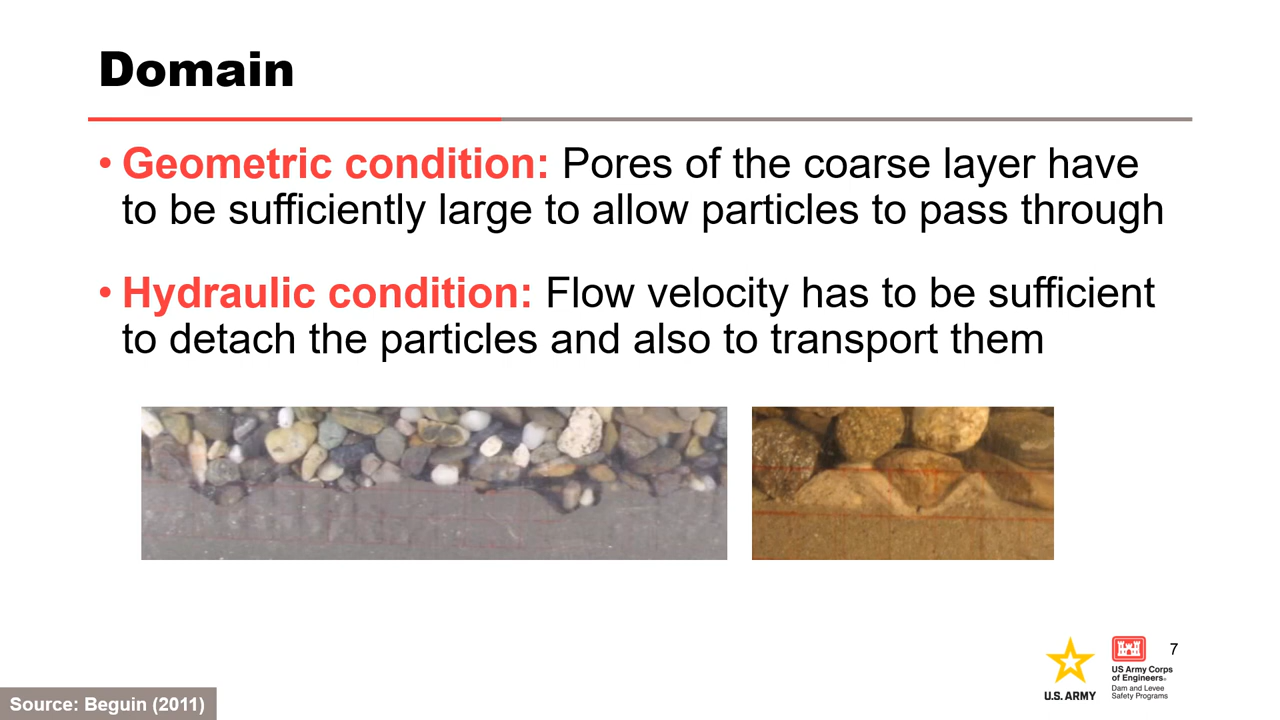 Domain
• Geometric condition: Pores of the coarse layer have
to be sufficiently large to allow particles to pass through
• Hydraulic condition: Flow velocity has to be sufficient
to detach the particles and also to transport them
7
U.S. ARMY
US Army Corps
of Engineers®
Dam and Levee
Safety Programs
Source: Beguin (2011)